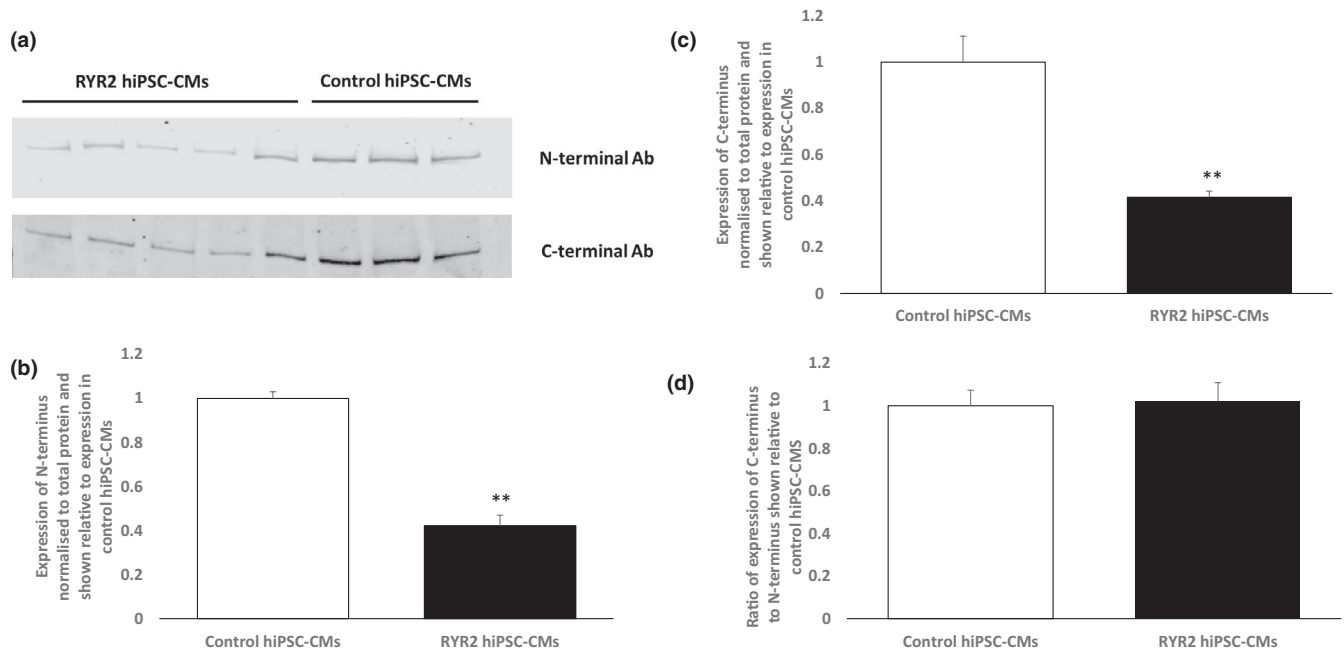 (a)
RYR2 hiPSC-CMs
Control hiPSC-CMs
N-terminal Ab
C-terminal Ab
(b)
Expression of N-terminus
normalised to total protein and
shown relative to expression in
control hiPSC-CMs
1.2
1
0.8
0.6
0.4
0.2
0
**
Control hiPSC-CMs
RYR2 hiPSC-CMs
(c)
Expression of C-terminus
normalised to total protein and
shown relative to expression in
control hiPSC-CMs
1.2
1
0.8
0.6
0.4
0.2
0
**
Control hiPSC-CMs
RYR2 hiPSC-CMs
(d)
Ratio of expression of C-terminus
to N-terminus shown relative to
control hiPSC-CMS
1.2
1
0.8
0.6
0.4
0.2
0
Control hiPSC-CMs
RYR2 hiPSC-CMs